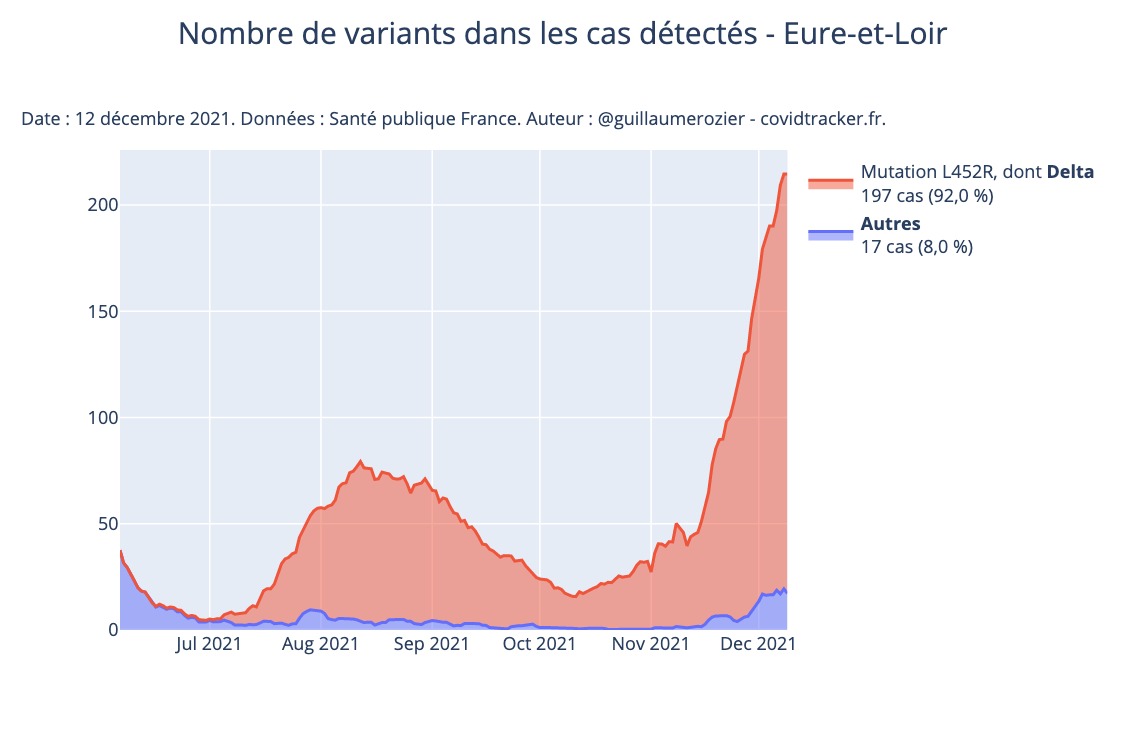 Nombre de variants dans les cas détectés - Eure-et-Loir
Date : 12 décembre 2021. Données : Santé publique France. Auteur : @guillaumerozier - covidtracker.fr.
Mutation L452R, dont Delta
197 cas (92,0 %)
Autres
17 cas (8,0 %)
200
150
100
50
0
Jul 2021
Aug 2021
Sep 2021
Oct 2021
Nov 2021
Dec 2021